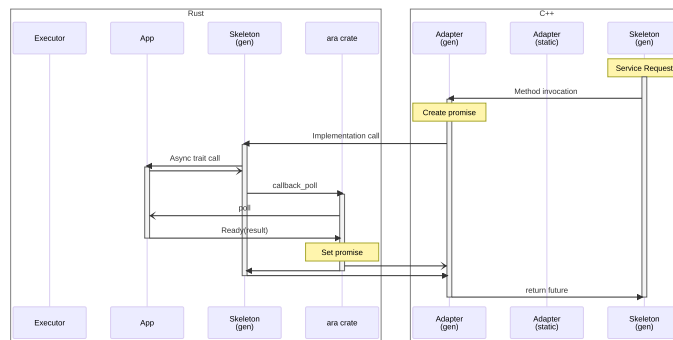 Rust
C++
Executor
App
Skeleton
(gen)
ara crate
Adapter
(gen)
Adapter
(static)
Skeleton
(gen)
Service Request
Method invocation
Create promise
Implementation call
Async trait call
callback_poll
poll
Ready(result)
Set promise
return future
Executor
App
Skeleton
(gen)
ara crate
Adapter
(gen)
Adapter
(static)
Skeleton
(gen)